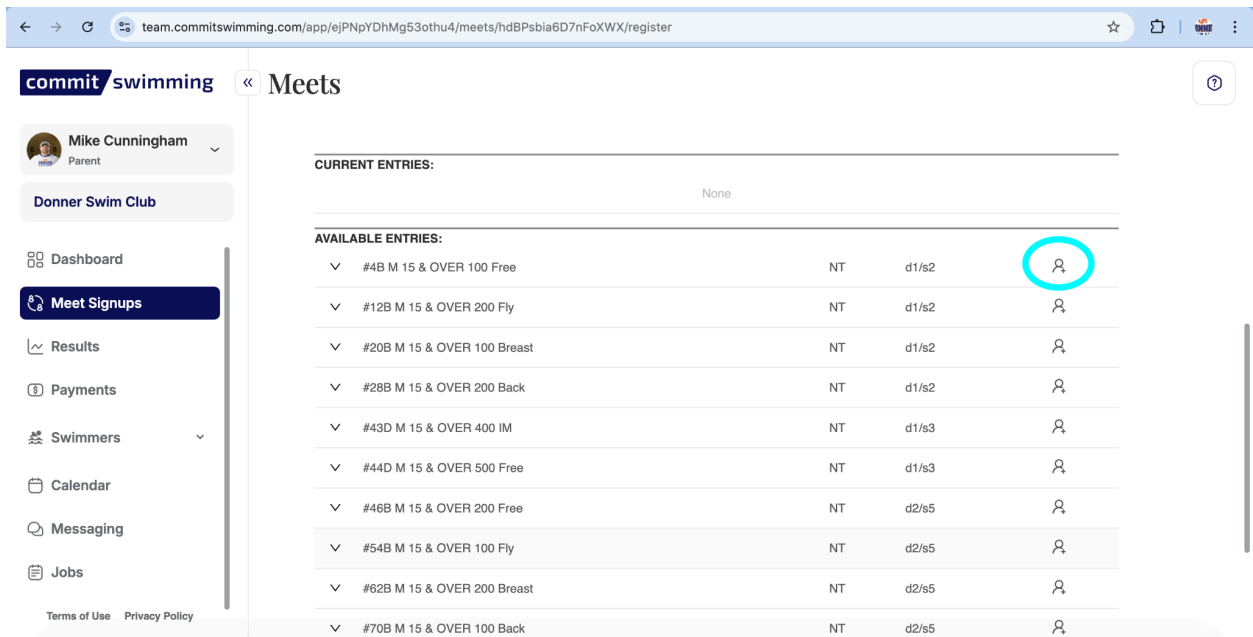 team.commitswimming.com/app/ejPNpYDhMg53othu4/meets/hdBPsbia6D7nFoXWX/register
commit swimming
Meets
Mike Cunningham
Parent
Donner Swim Club
Dashboard
Meet Signups
Results
Payments
Swimmers
Calendar
Messaging
Jobs
Terms of Use Privacy Policy
CURRENT ENTRIES:
None
AVAILABLE ENTRIES:
#4B M 15 & OVER 100 Free NT d1/s2
#12B M 15 & OVER 200 Fly NT d1/s2
#20B M 15 & OVER 100 Breast NT d1/s2
#28B M 15 & OVER 200 Back NT d1/s2
#43D M 15 & OVER 400 IM NT d1/s3
#44D M 15 & OVER 500 Free NT d1/s3
#46B M 15 & OVER 200 Free NT d2/s5
#54B M 15 & OVER 100 Fly NT d2/s5
#62B M 15 & OVER 200 Breast NT d2/s5
#70B M 15 & OVER 100 Back NT d2/s5